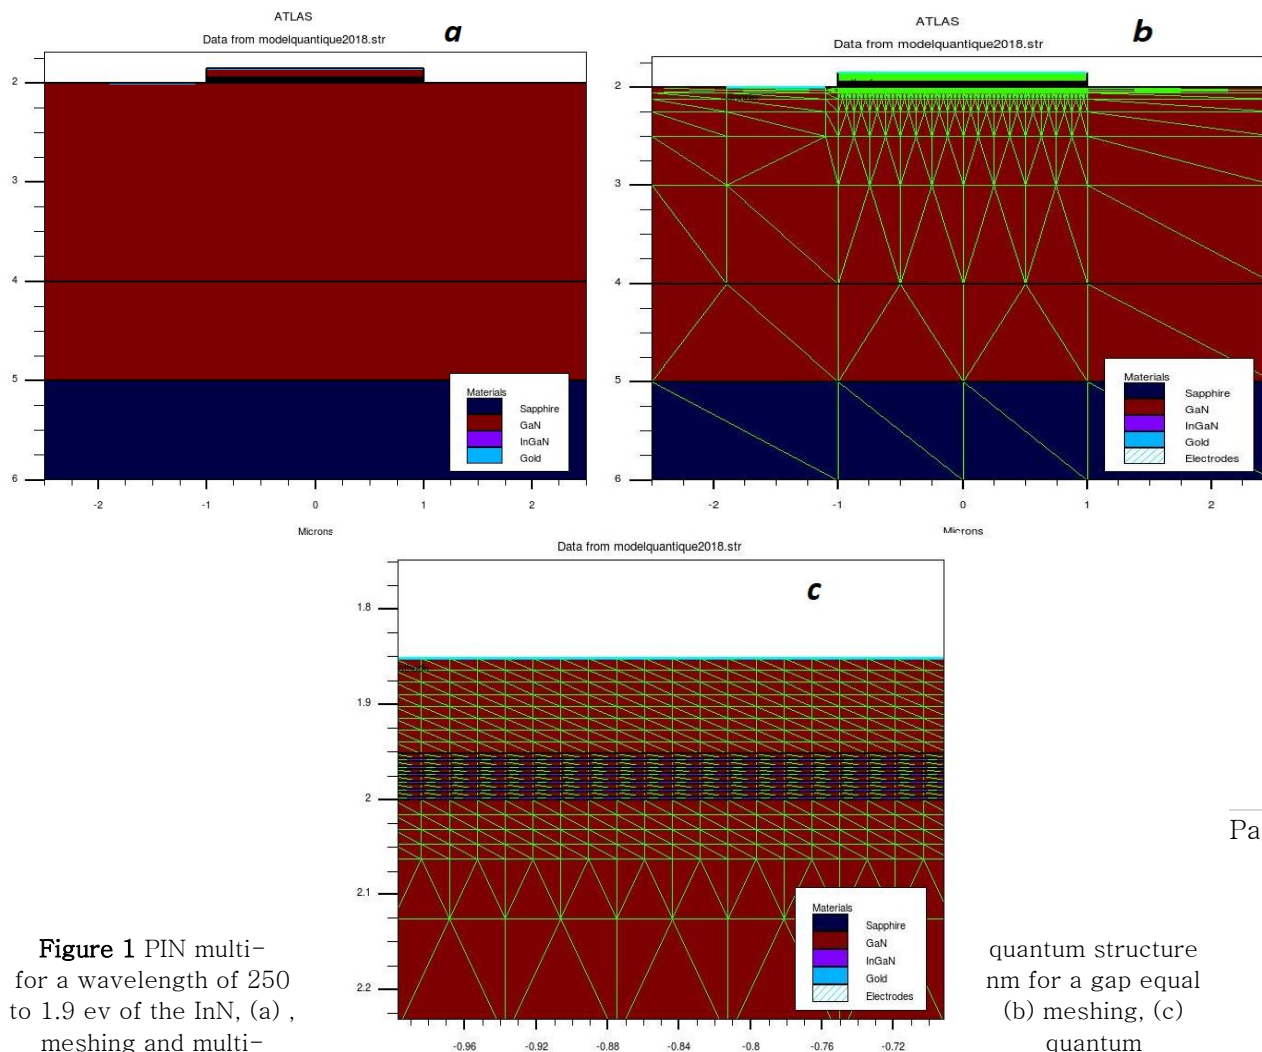 ATLAS
Data from modelquantique2018.str
a
2
3
4
5
6
-2
-1
0
1
2
Microns
Materials
Sapphire
GaN
InGaN
Gold
ATLAS
Data from modelquantique2018.str
b
2
3
4
5
6
-2
-1
0
1
2
Microns
Materials
Sapphire
GaN
InGaN
Gold
Electrodes
Data from modelquantique2018.str
c
1.8
1.9
2
2.1
2.2
-0.96
-0.92
-0.88
-0.84
-0.8
-0.76
-0.72
Materials
Sapphire
GaN
InGaN
Gold
Electrodes
Pa
Figure 1 PIN multi- quantum structure
for a wavelength of 250 nm for a gap equal
to 1.9 ev of the InN, (a) , (b) meshing, (c)
meshing and multi- quantum